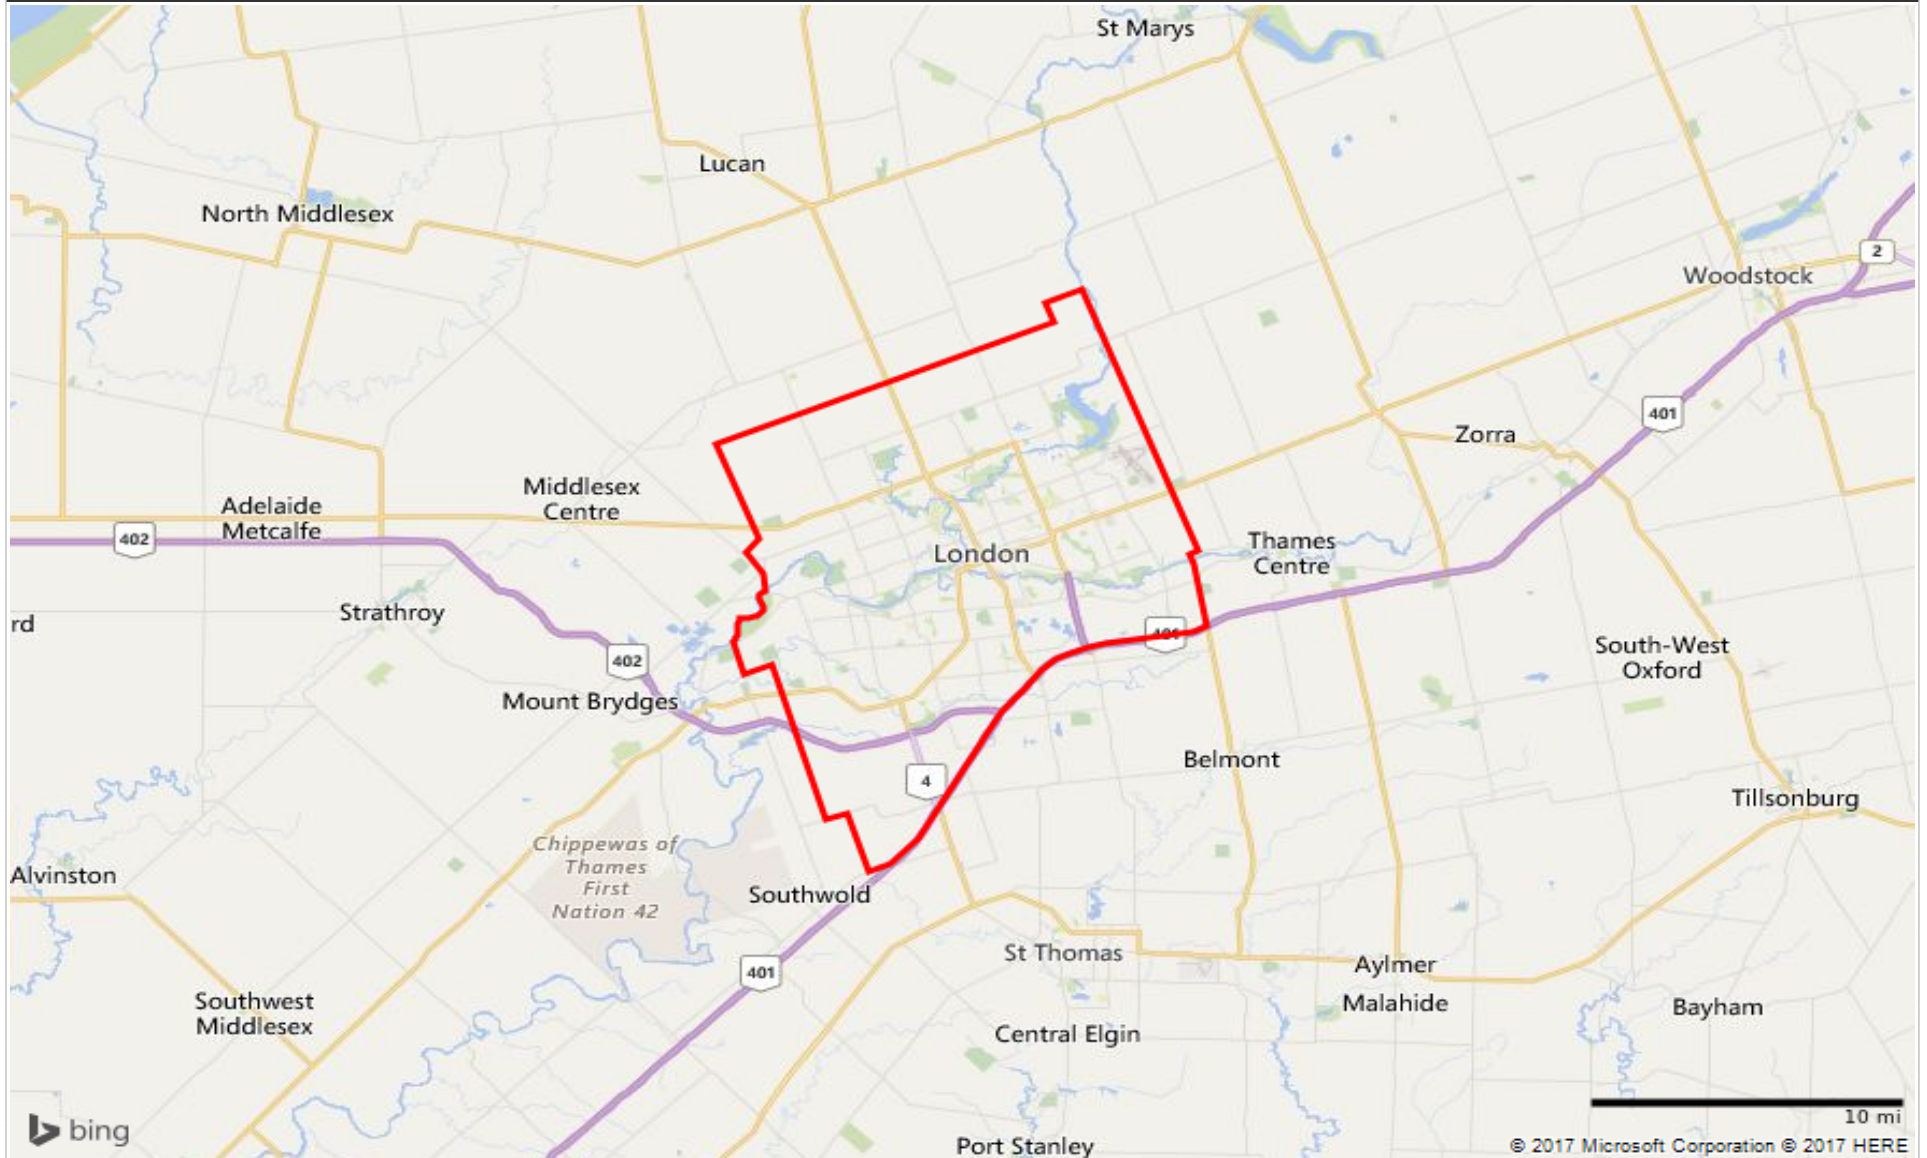 St Marys
Lucan
North Middlesex
2
Woodstock
401
Zorra
Middlesex
Centre
Adelaide
Metcalfe
402
London
Thames
Centre
Strathroy
rd
401
402
South-West
Oxford
Mount Brydges
Belmont
4
Tillsonburg
Chippewas of
Thames
First
Nation 42
Alvinston
Southwold
St Thomas
Aylmer
401
Malahide
Bayham
Southwest
Middlesex
Central Elgin
10 mi
bing
Port Stanley
© 2017 Microsoft Corporation © 2017 HERE